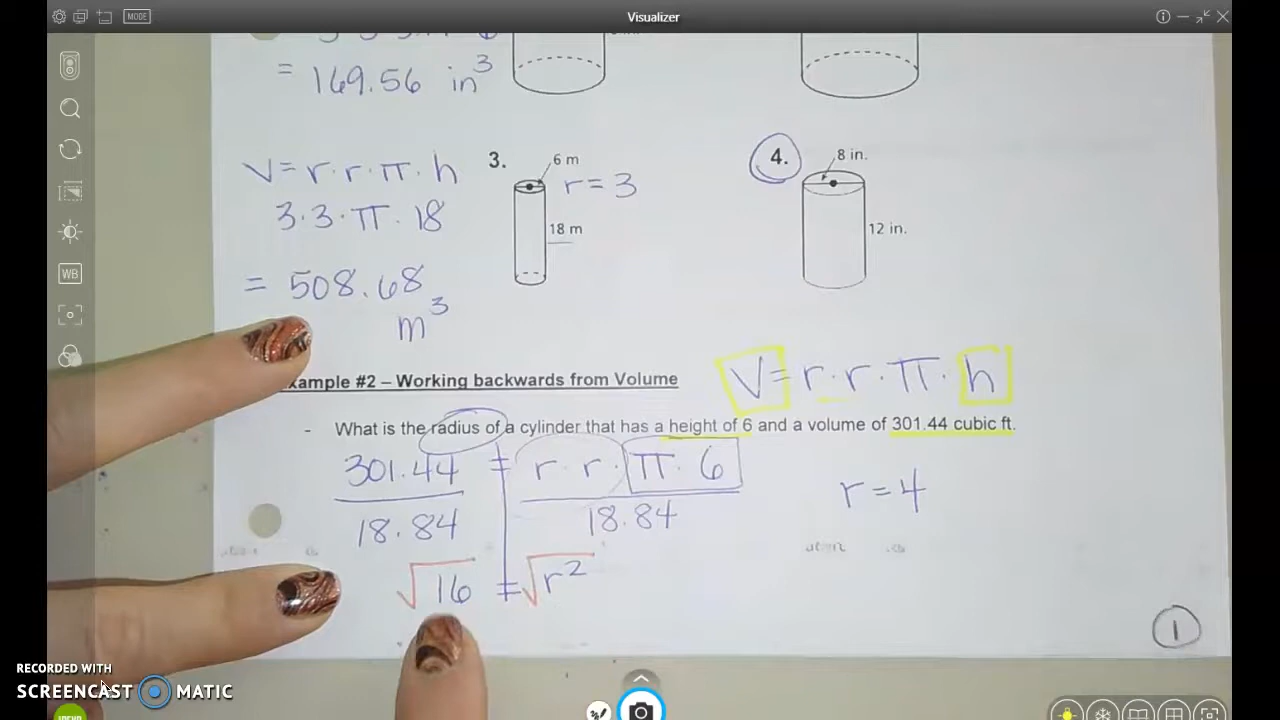 MODE
Visualizer
= 169.56 in³
V = r · r · π · h
3 · 3 · π · 18
= 508.68
m³
3.
6 m
r = 3
18 m
4.
8 in.
12 in.
WB
xample #2 – Working backwards from Volume
V = r · r · π · h
- What is the radius of a cylinder that has a height of 6 and a volume of 301.44 cubic ft.
301.44 = r · r · π · 6
18.84 18.84
r = 4
√16 = √r²
1
RECORDED WITH
SCREENCAST MATIC